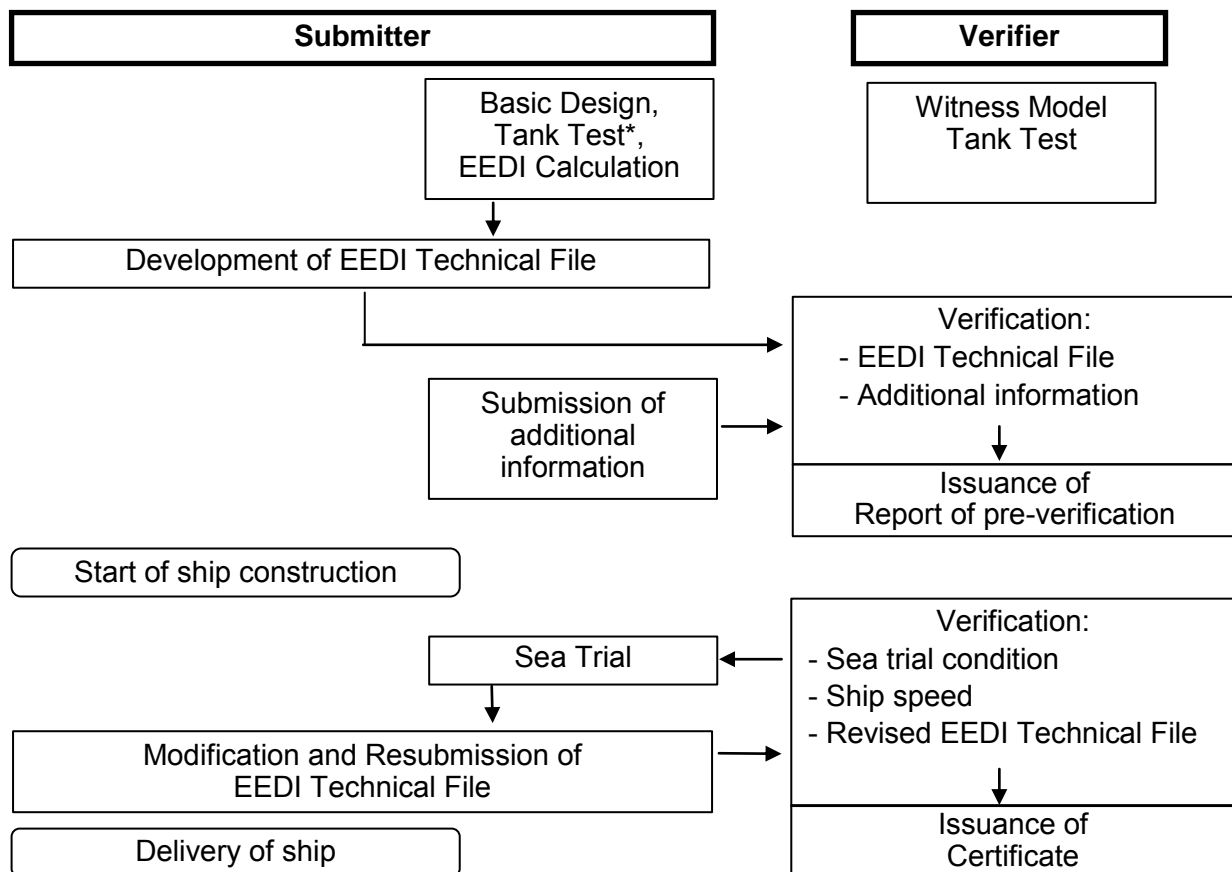 Submitter
Verifier
Basic Design,
Tank Test*,
EEDI Calculation
Witness Model
Tank Test
Development of EEDI Technical File
Verification:
- EEDI Technical File
- Additional information
Submission of
additional
information
Issuance of
Report of pre-verification
Start of ship construction
Verification:
- Sea trial condition
- Ship speed
- Revised EEDI Technical File
Sea Trial
Modification and Resubmission of
EEDI Technical File
Delivery of ship
Issuance of
Certificate